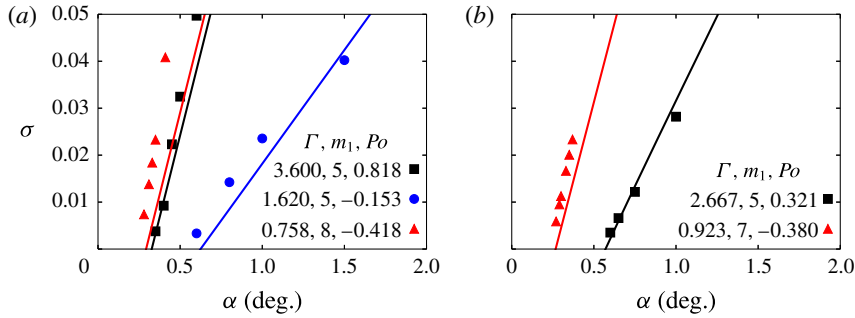 (a)
0.05
0.04
0.03
0.02
0.01
σ
Γ, m₁, Po
3.600, 5, 0.818
1.620, 5, −0.153
0.758, 8, −0.418
0 0.5 1.0 1.5 2.0
α (deg.)
(b)
Γ, m₁, Po
2.667, 5, 0.321
0.923, 7, −0.380
0 0.5 1.0 1.5 2.0
α (deg.)